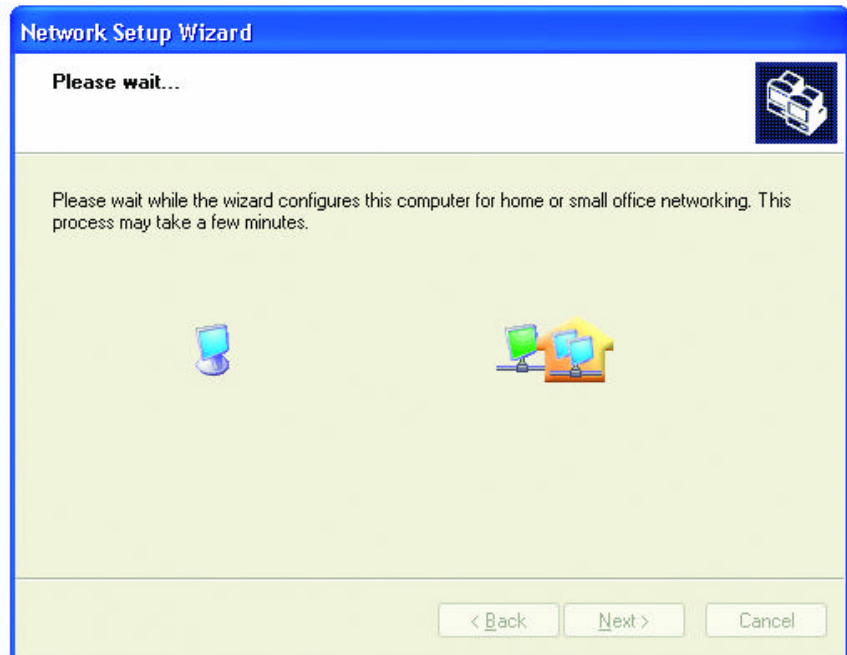 Network Setup Wizard
Please wait...
Please wait while the wizard configures this computer for home or small office networking. This
process may take a few minutes.
< Back
Next >
Cancel